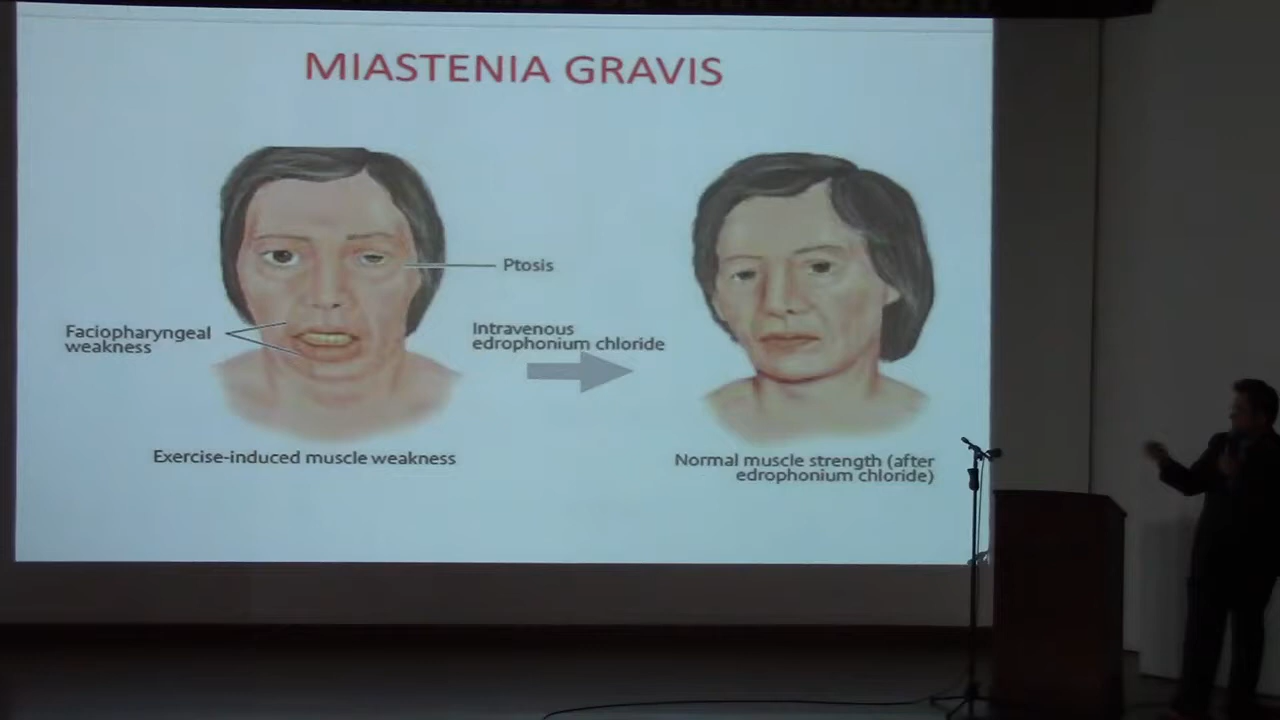 MIASTENIA GRAVIS
Ptosis
Faciopharyngeal
weakness
Intravenous
edrophonium chloride
Exercise-induced muscle weakness
Normal muscle strength (after
edrophonium chloride)